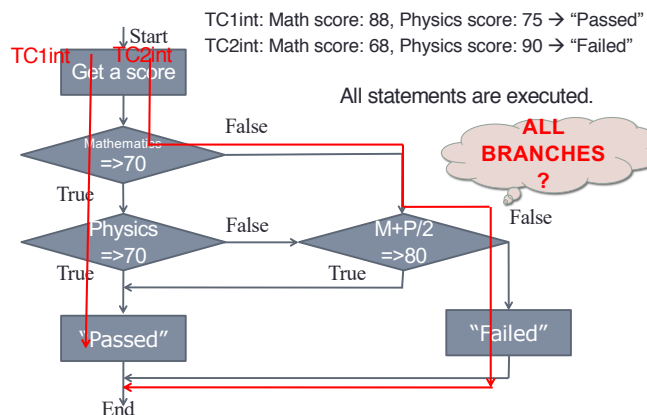 TC1int: Math score: 88, Physics score: 75 → “Passed”
TC2int: Math score: 68, Physics score: 90 → “Failed”
Start
TC1int
TC2int
Get a score
All statements are executed.
ALL
BRANCHES
?
False
Mathematics
=>70
True
False
Physics
=>70
False
M+P/2
=>80
True
True
“Passed”
“Failed”
End